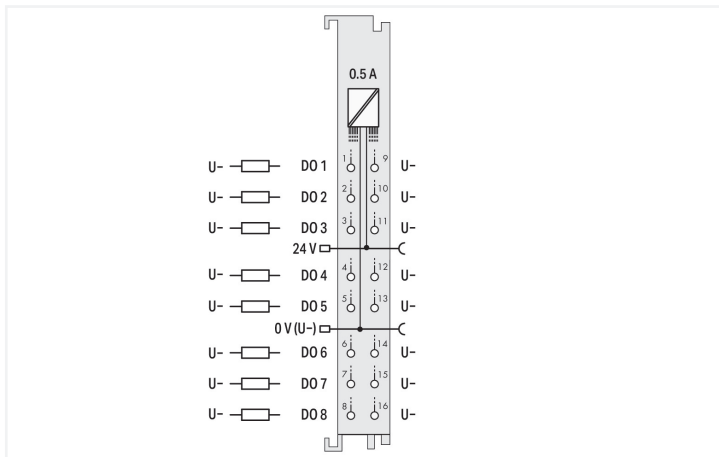 0.5 A
U– DO 1 1 9 U–
U– DO 2 2 10 U–
U– DO 3 3 11 U–
24 V
U– DO 4 4 12 U–
U– DO 5 5 13 U–
0 V (U–)
U– DO 6 6 14 U–
U– DO 7 7 15 U–
U– DO 8 8 16 U–